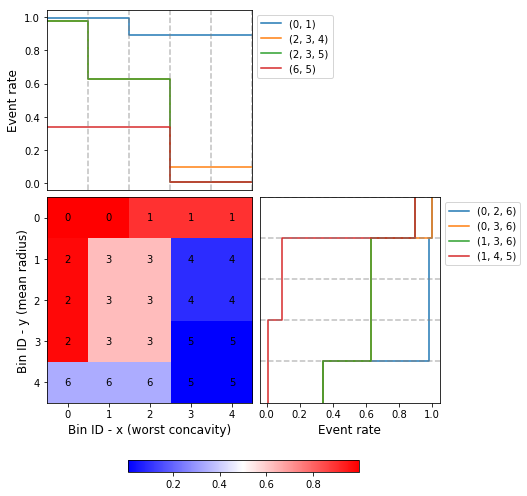 1.0
0.8
0.6
0.4
0.2
0.0
Event rate
(0, 1)
(2, 3, 4)
(2, 3, 5)
(6, 5)
Bin ID - y (mean radius)
0 0 0 1 1 1
1 2 3 3 4 4
2 2 3 3 4 4
3 2 3 3 5 5
4 6 6 6 5 5
0 1 2 3 4
Bin ID - x (worst concavity)
(0, 2, 6)
(0, 3, 6)
(1, 3, 6)
(1, 4, 5)
0.0 0.2 0.4 0.6 0.8 1.0
Event rate
0.2 0.4 0.6 0.8